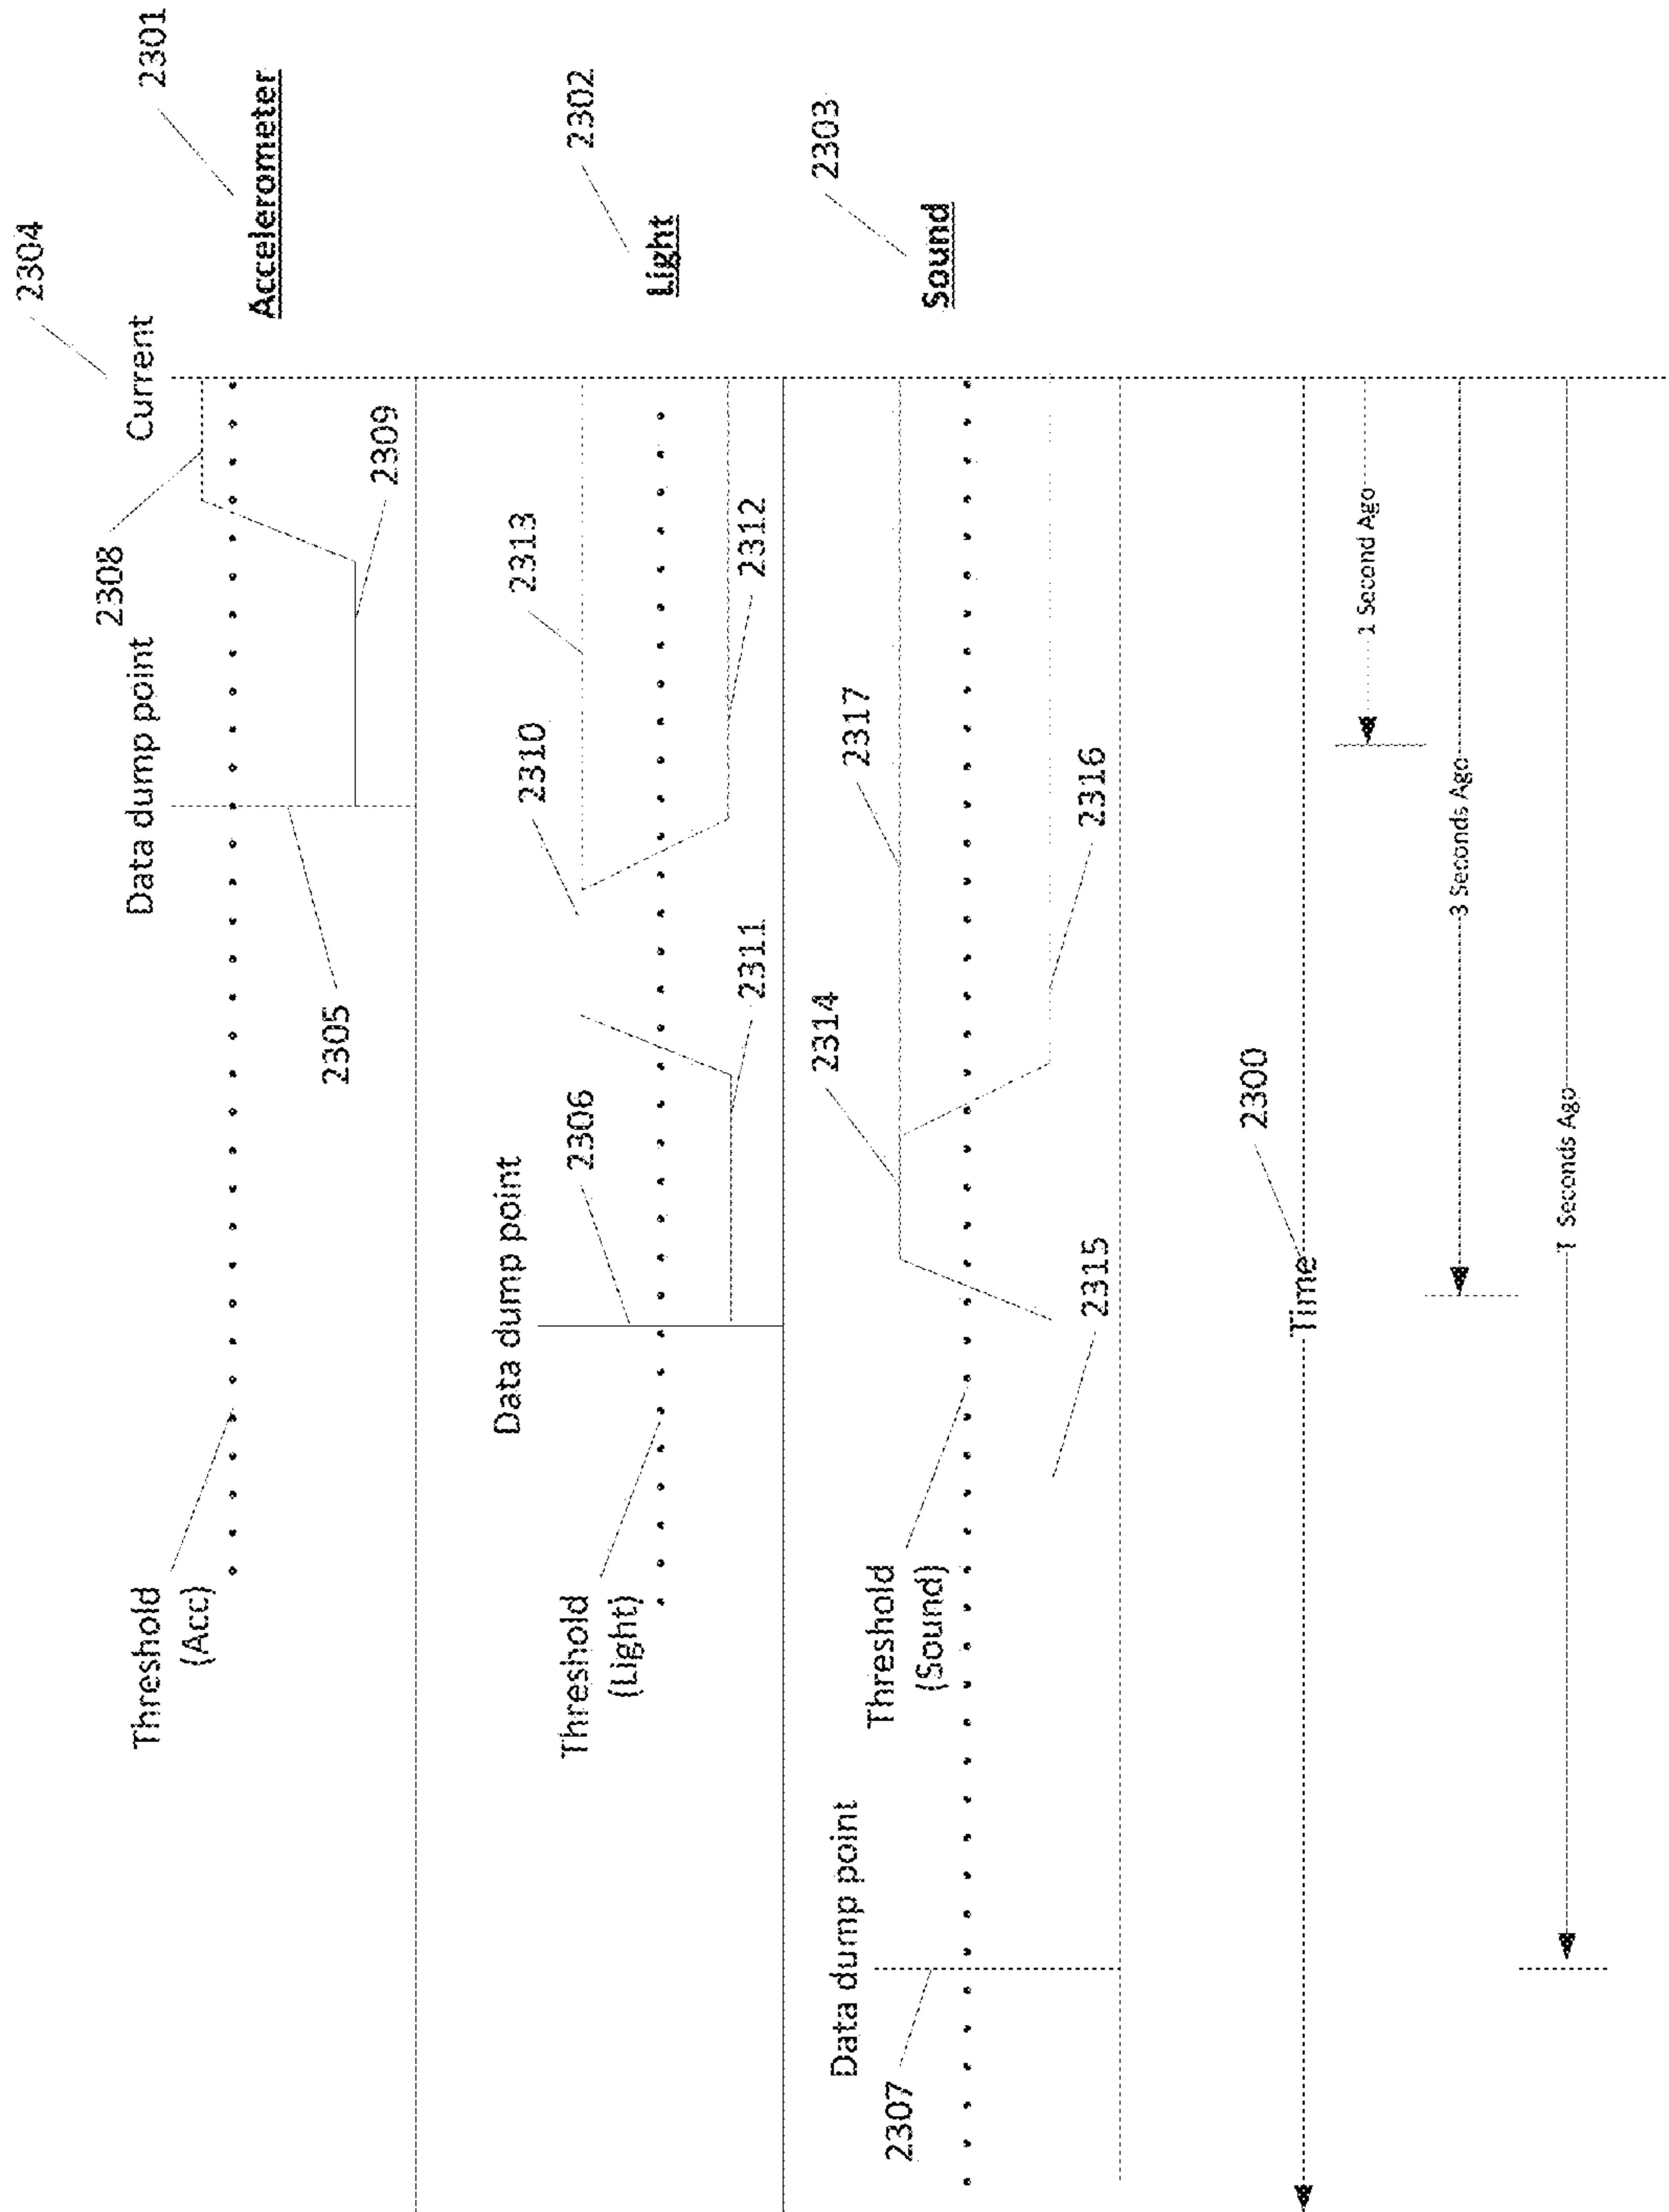 2304
Threshold
(Acc)
Data dump point
2308
Current
2301
Accelerometer
2305
2309
Data dump point
2306
2310
2313
2302
Threshold
(Light)
Light
2311
2312
Data dump point
2307
Threshold
(Sound)
2314
2317
2303
Sound
2315
2316
2300
Time
1 Second Ago
3 Seconds Ago
Seconds Ago